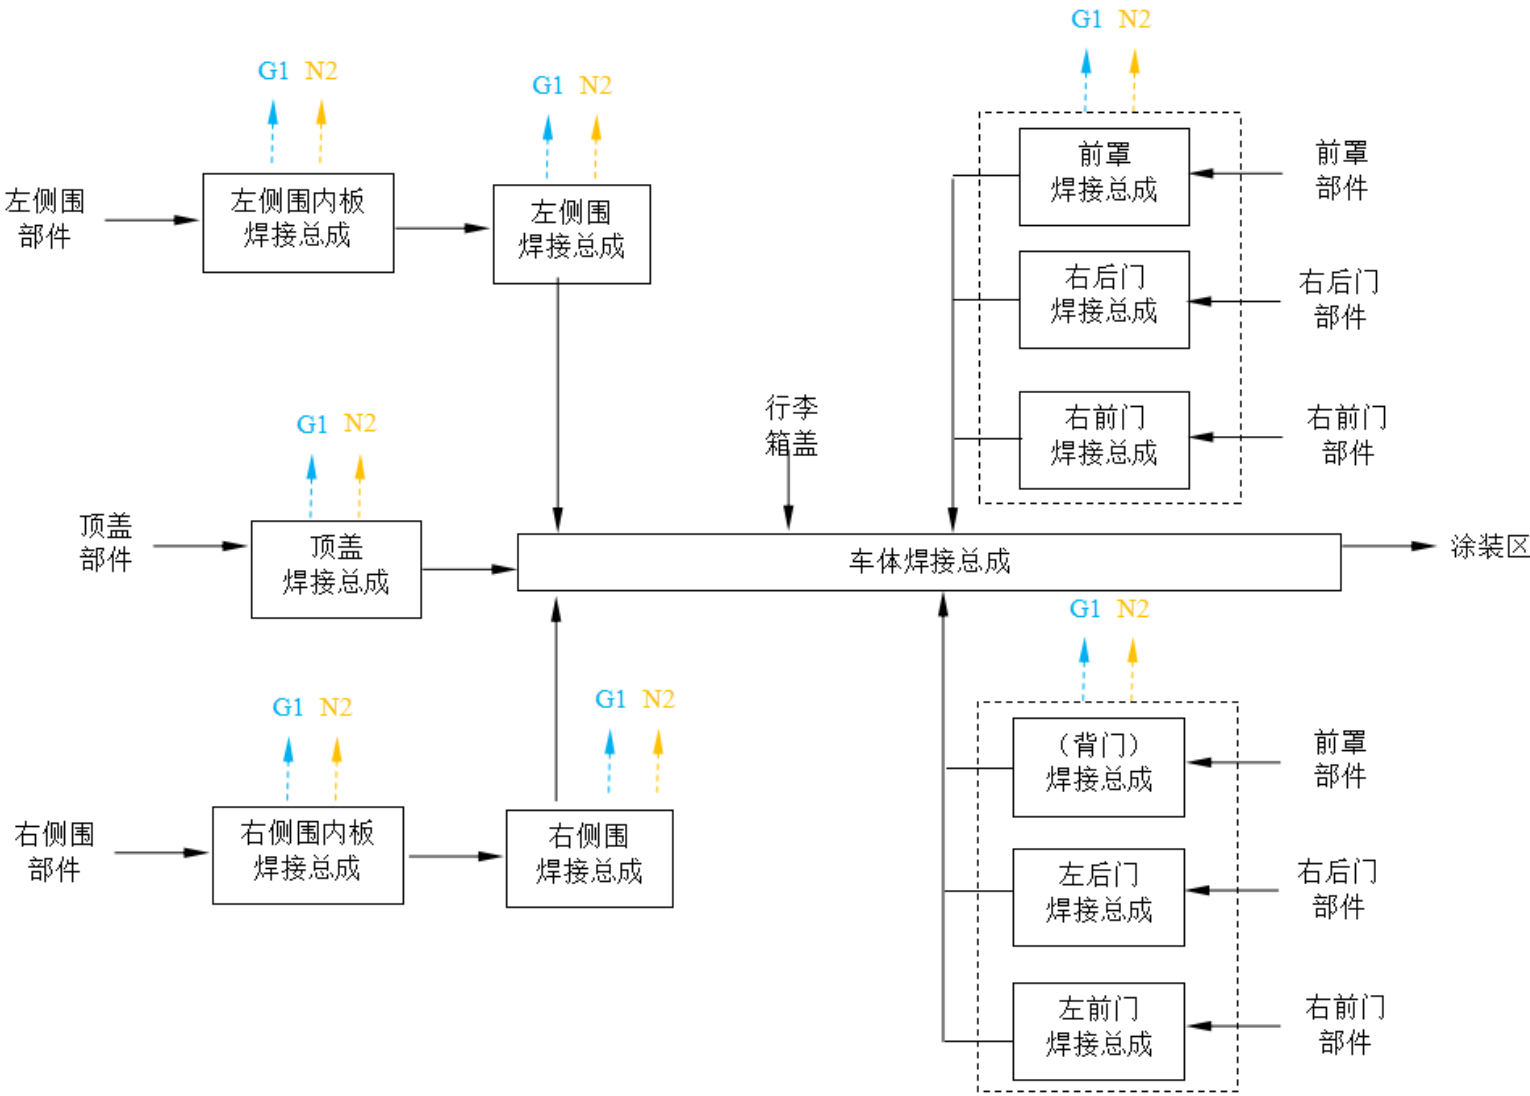 G1 N2
G1 N2
G1 N2
左侧围
部件
左侧围内板
焊接总成
左侧围
焊接总成
前罩
焊接总成
前罩
部件
右后门
焊接总成
右后门
部件
右前门
焊接总成
右前门
部件
行李
箱盖
G1 N2
顶盖
部件
顶盖
焊接总成
车体焊接总成
涂装区
G1 N2
G1 N2
G1 N2
右侧围
部件
右侧围内板
焊接总成
右侧围
焊接总成
（背门）
焊接总成
前罩
部件
左后门
焊接总成
右后门
部件
左前门
焊接总成
右前门
部件